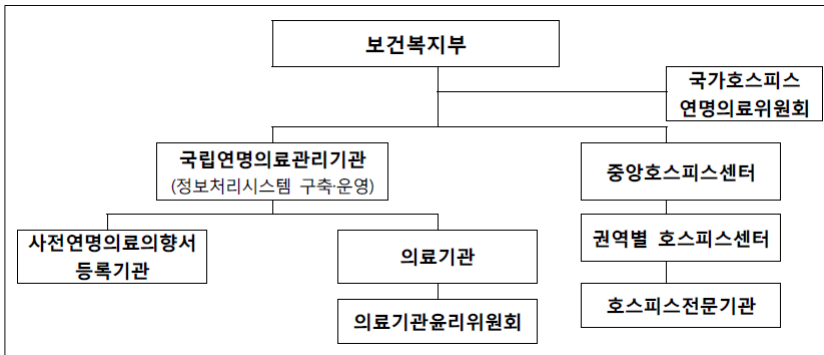 보건복지부
국가호스피스
연명의료위원회
국립연명의료관리기관
(정보처리시스템 구축·운영)
중앙호스피스센터
사전연명의료의향서
등록기관
의료기관
권역별 호스피스센터
의료기관윤리위원회
호스피스전문기관